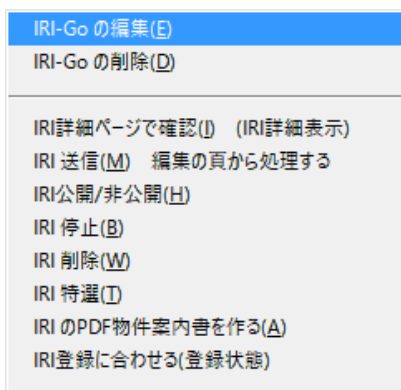 IRI-Go の編集(E)
IRI-Go の削除(D)
IRI詳細ページで確認(I) (IRI詳細表示)
IRI 送信(M) 編集の頁から処理する
IRI公開/非公開(H)
IRI 停止(B)
IRI 削除(W)
IRI 特選(T)
IRI のPDF物件案内書を作る(A)
IRI登録に合わせる(登録状態)